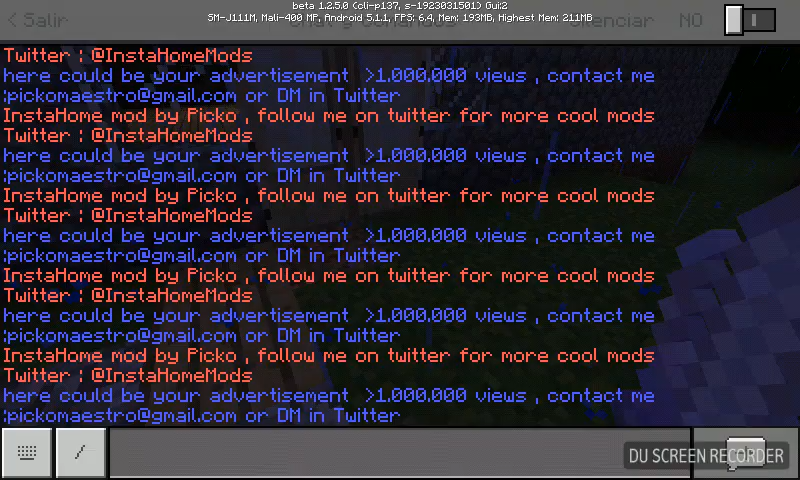 beta 1.2.5.0 (cli-p137, s-1923031501) Gui:2
SM-J111M, Mali-400 MP, Android 5.1.1, FPS: 6.4, Mem: 193MB, Highest Mem: 211MB
< Salir
NO
Twitter : @InstaHomeMods
here could be your advertisement >1.000.000 views , contact me
:pickomaestro@gmail.com or DM in Twitter
InstaHome mod by Picko , follow me on twitter for more cool mods
Twitter : @InstaHomeMods
here could be your advertisement >1.000.000 views , contact me
:pickomaestro@gmail.com or DM in Twitter
InstaHome mod by Picko , follow me on twitter for more cool mods
Twitter : @InstaHomeMods
here could be your advertisement >1.000.000 views , contact me
:pickomaestro@gmail.com or DM in Twitter
InstaHome mod by Picko , follow me on twitter for more cool mods
Twitter : @InstaHomeMods
here could be your advertisement >1.000.000 views , contact me
:pickomaestro@gmail.com or DM in Twitter
InstaHome mod by Picko , follow me on twitter for more cool mods
Twitter : @InstaHomeMods
here could be your advertisement >1.000.000 views , contact me
:pickomaestro@gmail.com or DM in Twitter
/
DU SCREEN RECORDER